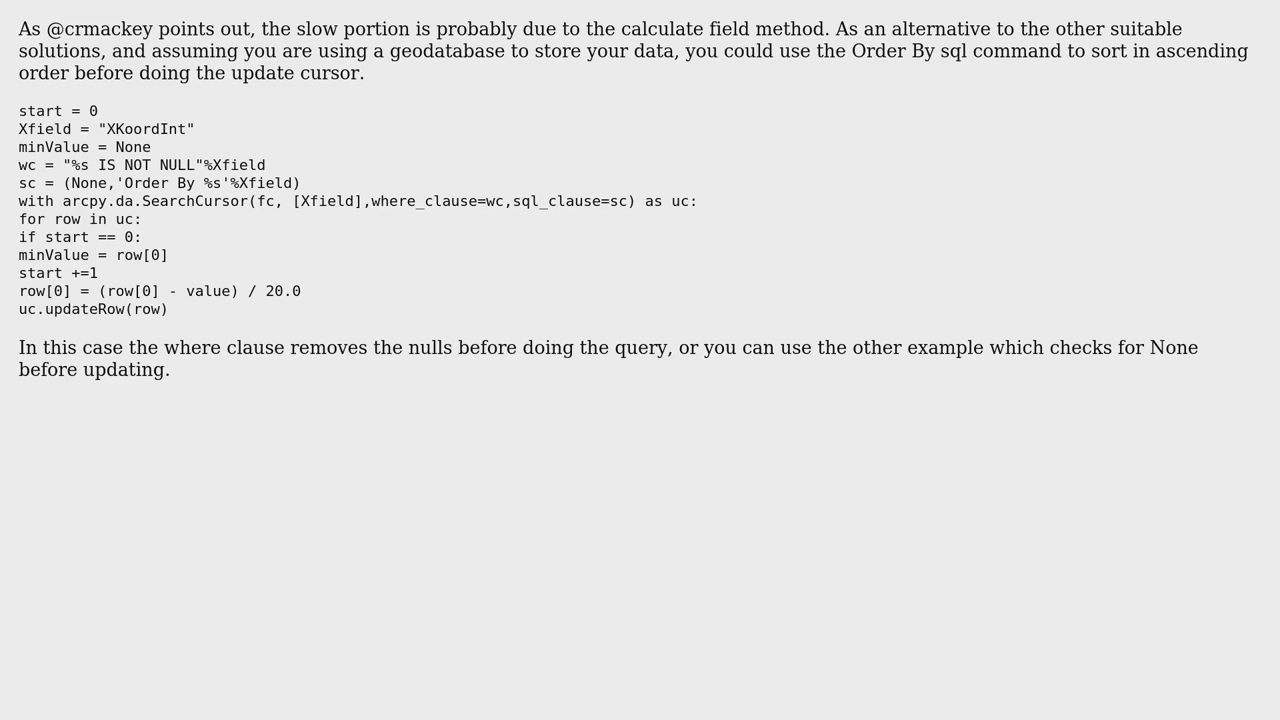 As @crmackey points out, the slow portion is probably due to the calculate field method. As an alternative to the other suitable
solutions, and assuming you are using a geodatabase to store your data, you could use the Order By sql command to sort in ascending
order before doing the update cursor.
start = 0
Xfield = "XKoordInt"
minValue = None
wc = "%s IS NOT NULL"%Xfield
sc = (None,'Order By %s'%Xfield)
with arcpy.da.SearchCursor(fc, [Xfield],where_clause=wc,sql_clause=sc) as uc:
for row in uc:
if start == 0:
minValue = row[0]
start +=1
row[0] = (row[0] - value) / 20.0
uc.updateRow(row)
In this case the where clause removes the nulls before doing the query, or you can use the other example which checks for None
before updating.